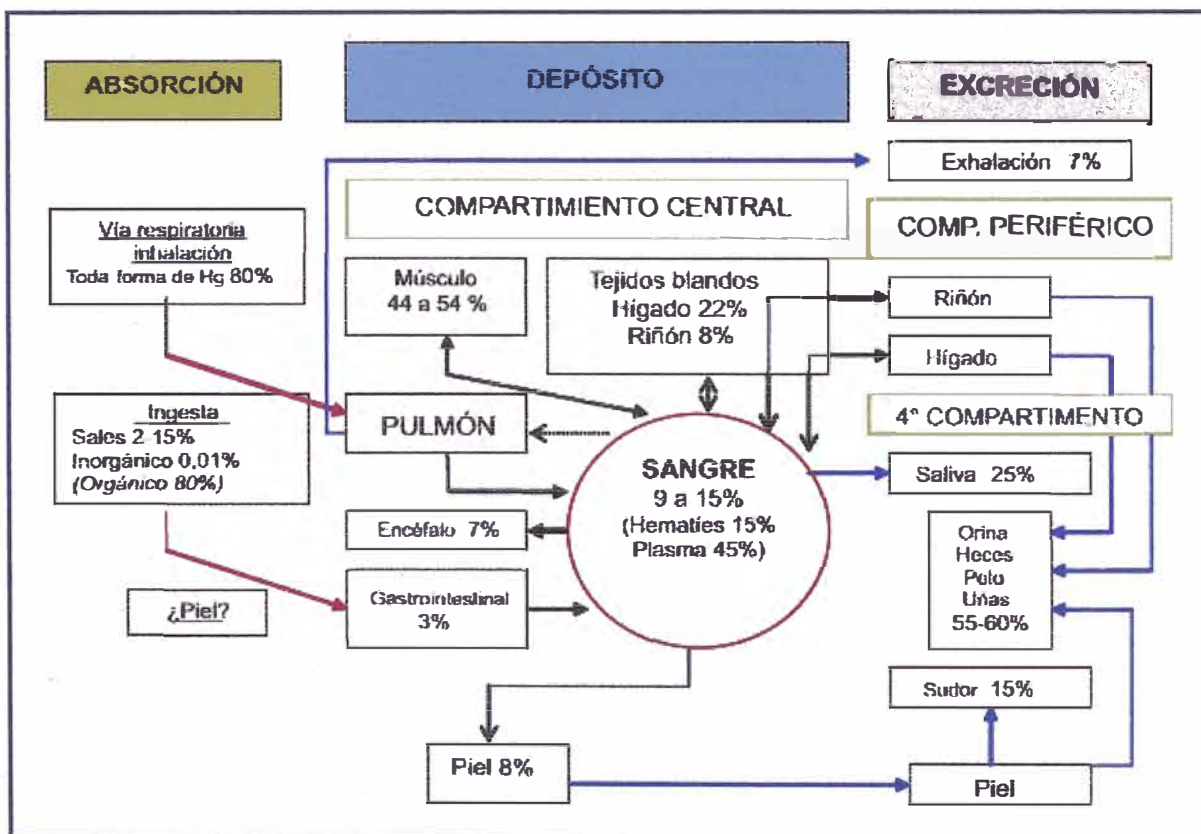 ABSORCIÓN
DEPÓSITO
EXCRECIÓN
Exhalación 7%
COMPARTIMIENTO CENTRAL
COMP. PERIFÉRICO
Vía respiratoria
inhalación
Toda forma de Hg 80%
Músculo
44 a 54 %
Tejidos blandos
Hígado 22%
Riñón 8%
Riñón
Hígado
Ingesta
Sales 2 15%
Inorgánico 0,01%
(Orgánico 80%)
PULMÓN
4º COMPARTIMENTO
SANGRE
9 a 15%
(Hematíes 15%
Plasma 45%)
Saliva 25%
Encéfalo 7%
Orina
Heces
Pelo
Uñas
55-60%
¿Piel?
Gastrointestinal
3%
Sudor 15%
Piel 8%
Piel